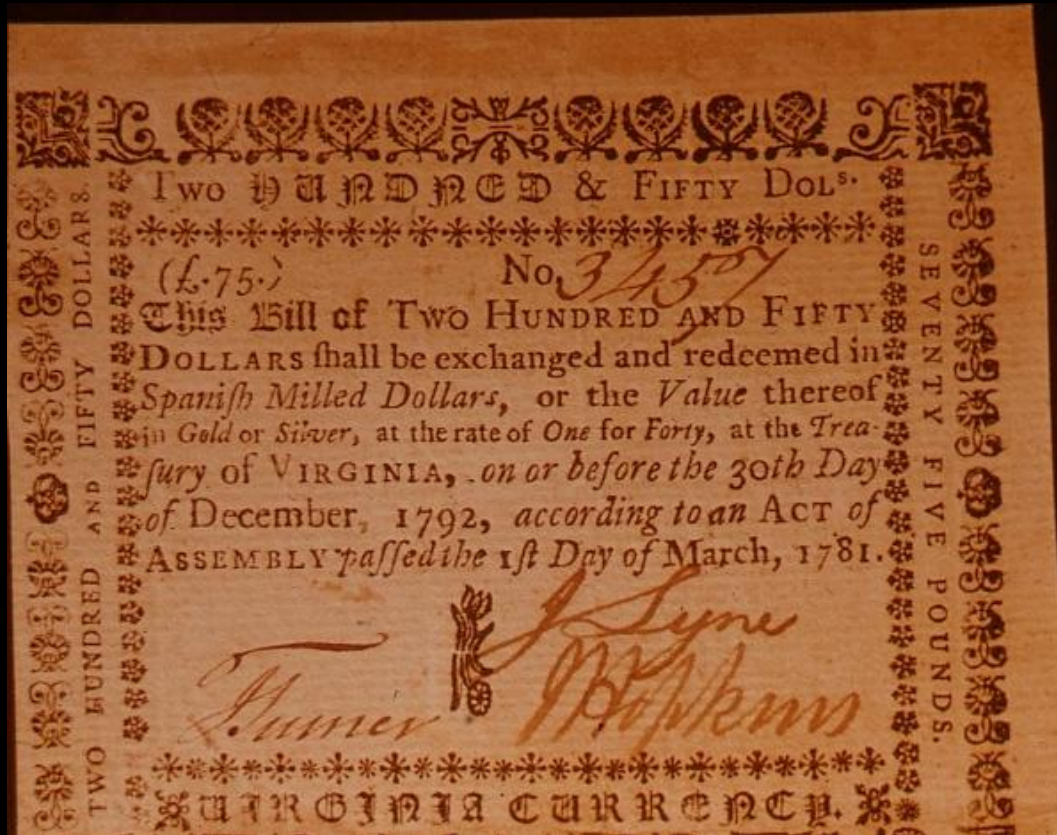 Two HUNDRED & FIFTY DOLs.
(£.75.) No. 3457
This Bill of TWO HUNDRED AND FIFTY
DOLLARS ſhall be exchanged and redeemed in
Spaniſh Milled Dollars, or the Value thereof
in Gold or Silver, at the rate of One for Forty, at the Trea-
ſury of VIRGINIA, on or before the 30th Day
of December, 1792, according to an ACT of
ASSEMBLY paſſed the 1ſt Day of March, 1781.
J Lyne
Turner Hopkins
VIRGINIA CURRENCY.
TWO HUNDRED AND FIFTY DOLLARS.
SEVENTY FIVE POUNDS.